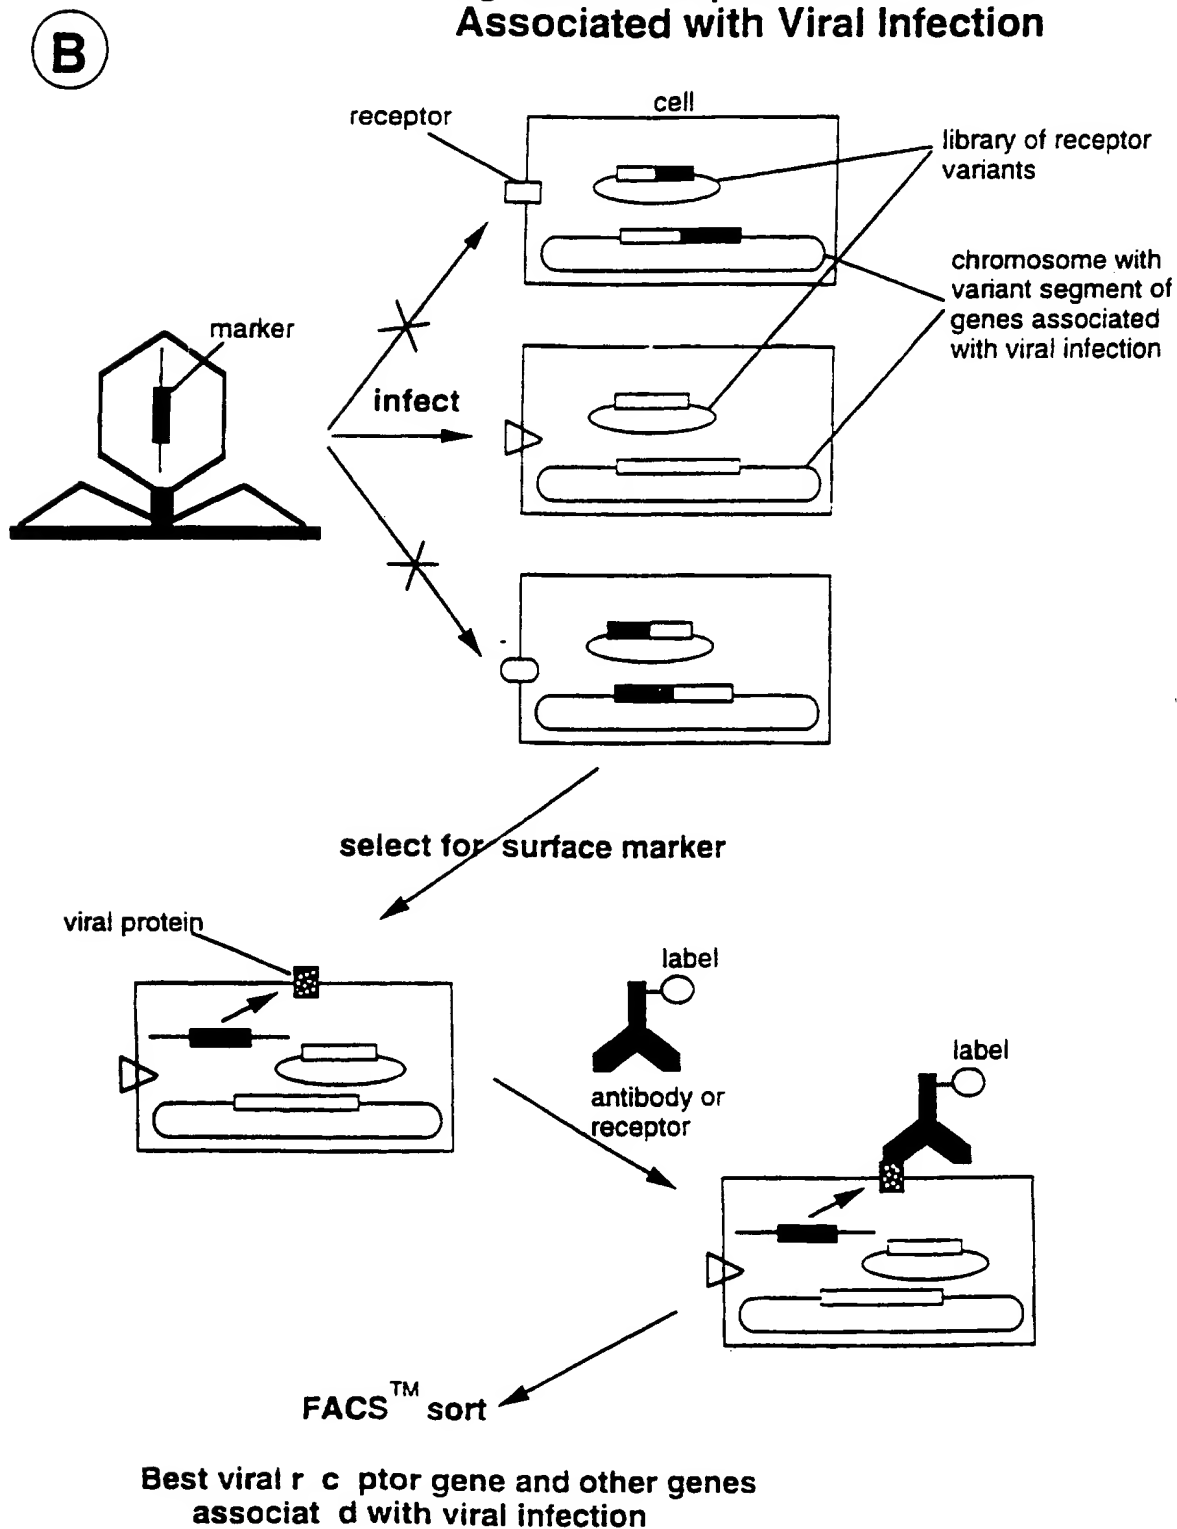 Associated with Viral Infection
B
cell
receptor
library of receptor
variants
chromosome with
variant segment of
genes associated
with viral infection
marker
infect
select for surface marker
viral protein
label
antibody or
receptor
label
FACS™ sort
Best viral r c ptor gene and other genes
associat d with viral infection